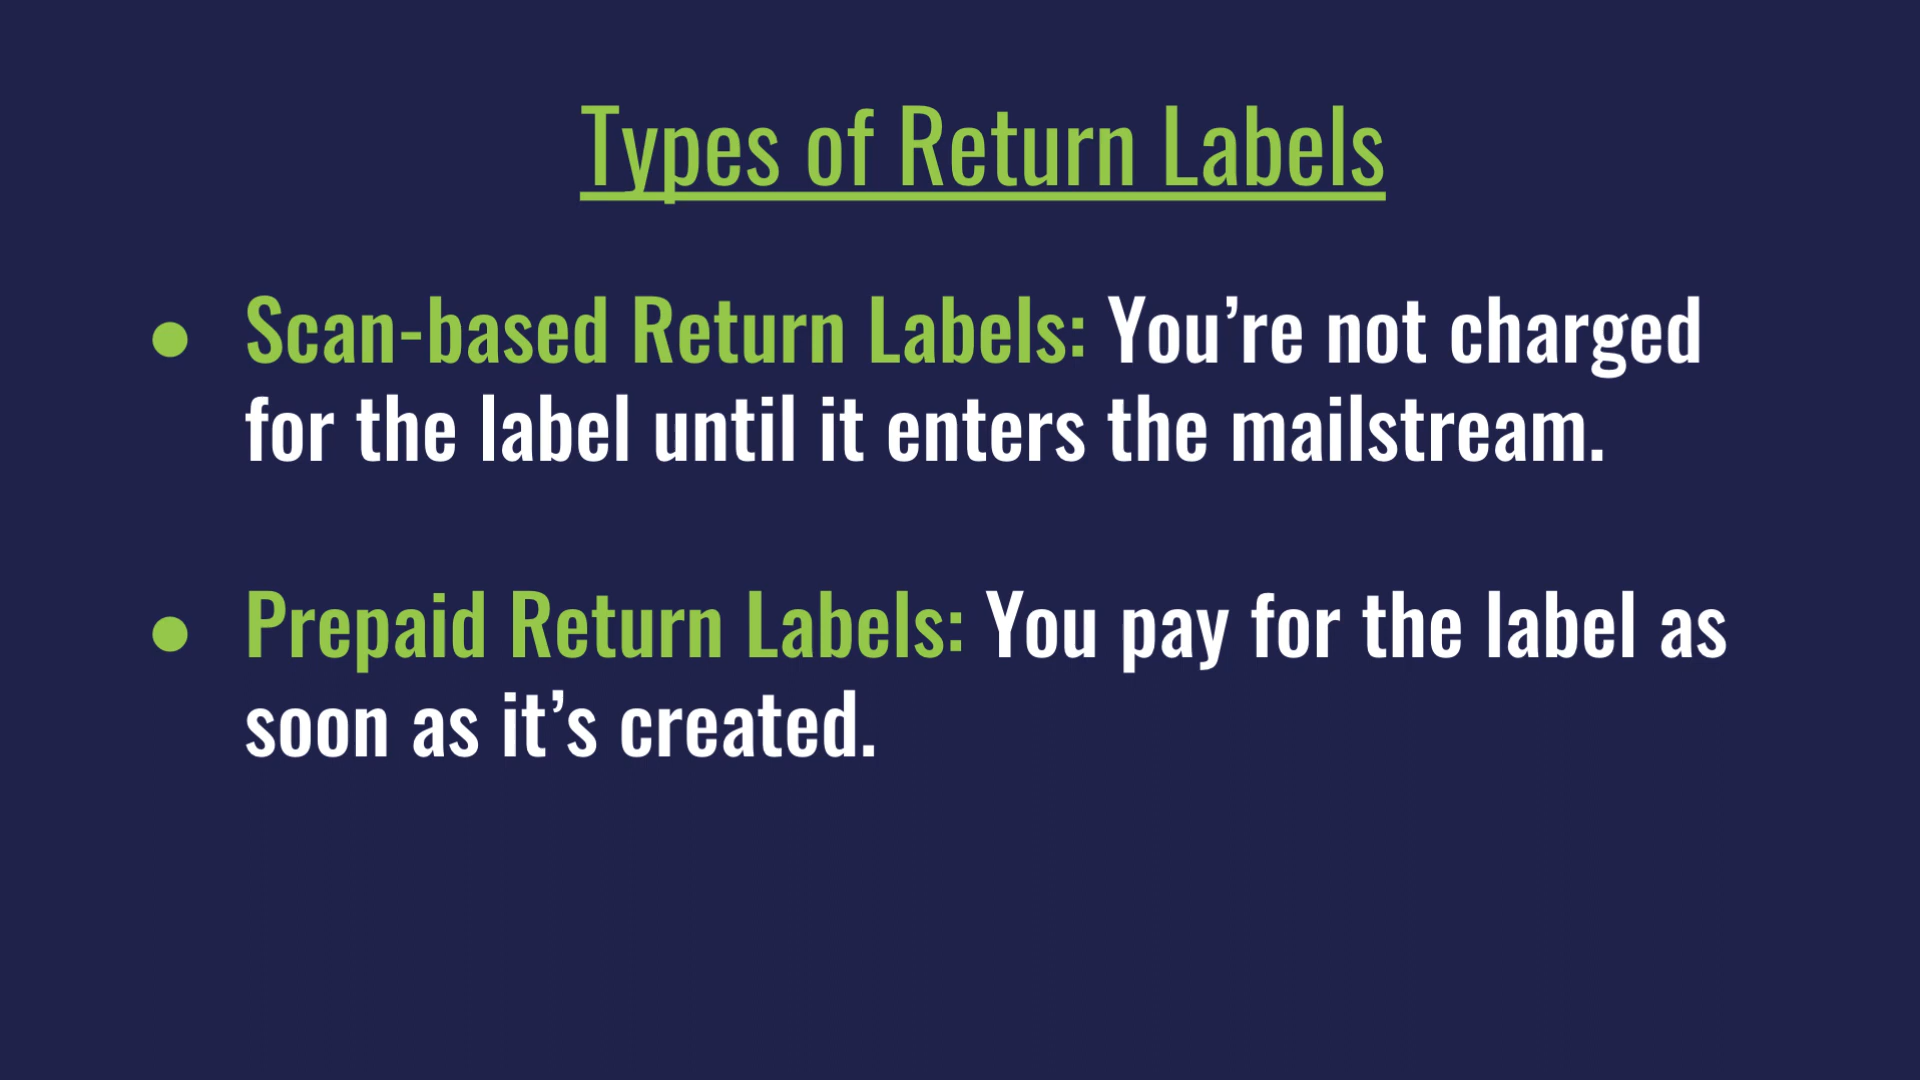 Types of Return Labels
● Scan-based Return Labels: You’re not charged
for the label until it enters the mailstream.
● Prepaid Return Labels: You pay for the label as
soon as it’s created.